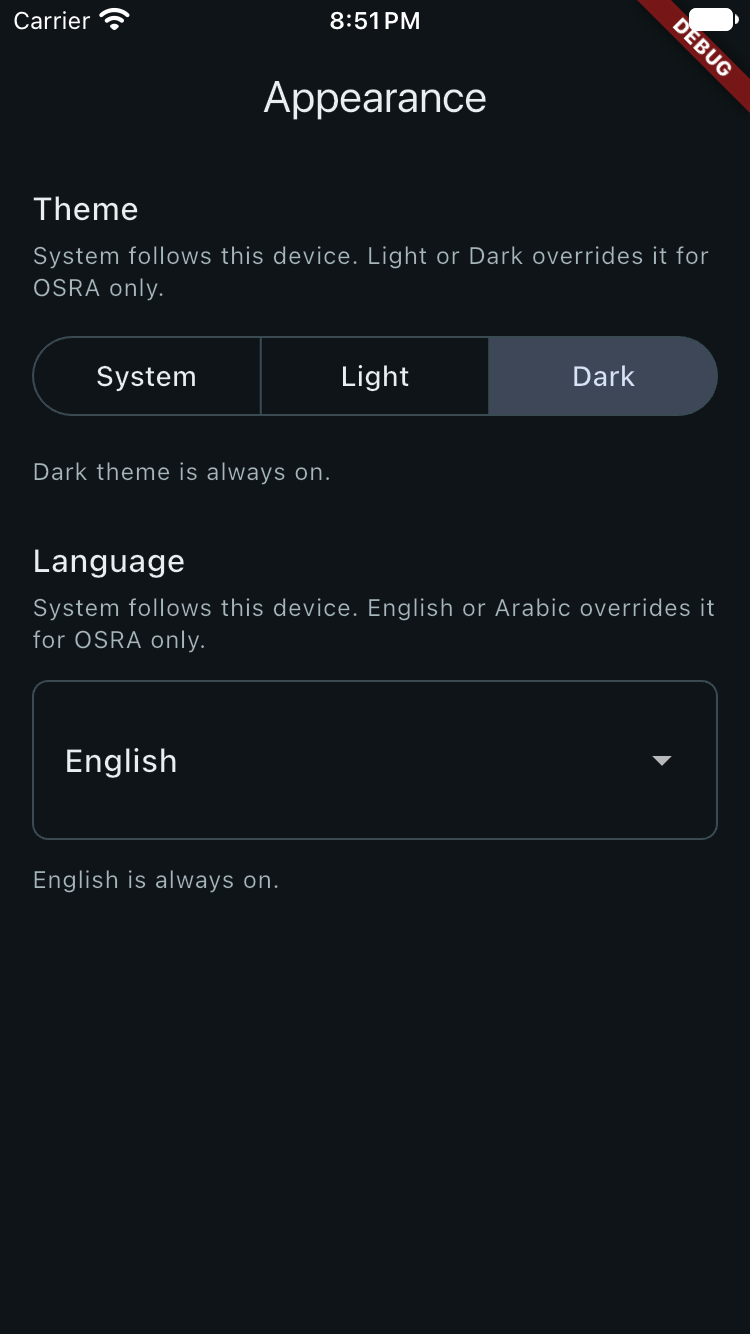 Carrier 8:51 PM
DEBUG
Appearance
Theme
System follows this device. Light or Dark overrides it for
OSRA only.
System Light Dark
Dark theme is always on.
Language
System follows this device. English or Arabic overrides it
for OSRA only.
English
English is always on.